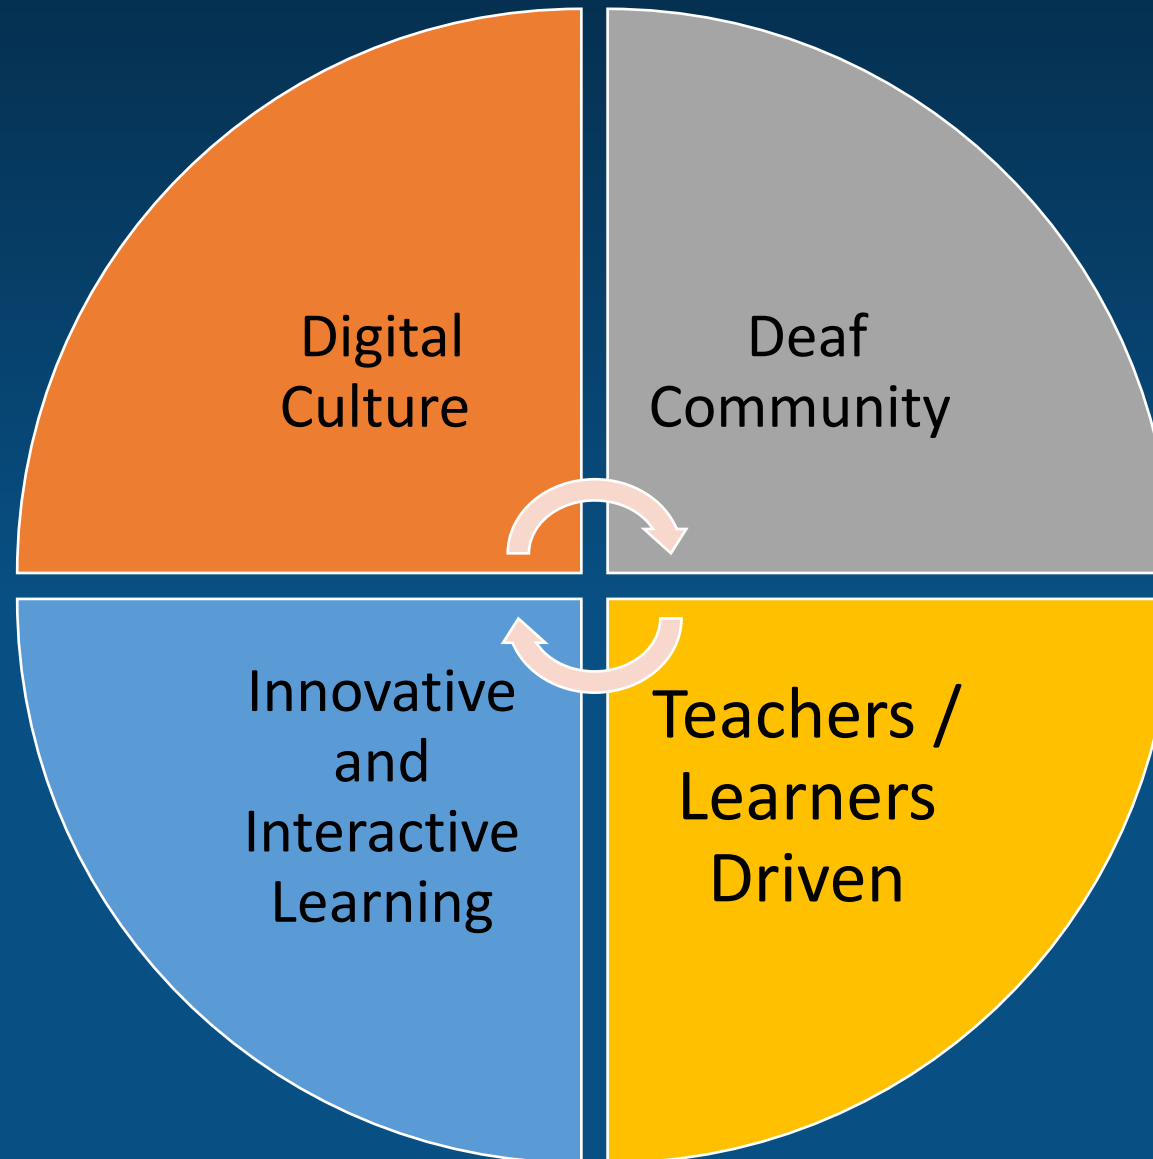 Digital
Culture
Deaf
Community
Innovative
and
Interactive
Learning
Teachers /
Learners
Driven